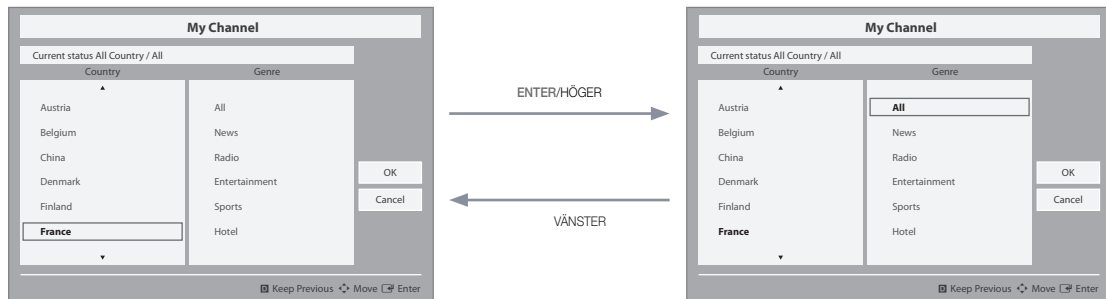 My Channel
Current status All Country / All
Country Genre
Austria All
Belgium News
China Radio
Denmark Entertainment
Finland Sports
France Hotel
OK
Cancel
Keep Previous Move Enter
ENTER/HÖGER
VÄNSTER
My Channel
Current status All Country / All
Country Genre
Austria All
Belgium News
China Radio
Denmark Entertainment
Finland Sports
France Hotel
OK
Cancel
Keep Previous Move Enter